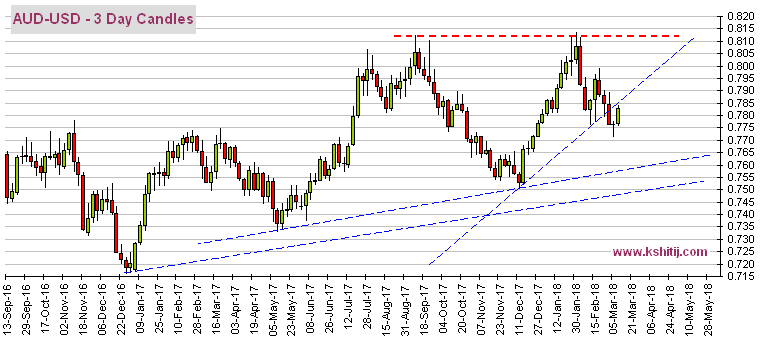 AUD-USD - 3 Day Candles
0.820
0.815
0.810
0.805
0.800
0.795
0.790
0.785
0.780
0.775
0.770
0.765
0.760
0.755
0.750
0.745
0.740
0.735
0.730
0.725
0.720
0.715
www.kshitij.com
13-Sep-16
29-Sep-16
17-Oct-16
02-Nov-16
18-Nov-16
06-Dec-16
22-Dec-16
09-Jan-17
25-Jan-17
10-Feb-17
28-Feb-17
16-Mar-17
03-Apr-17
19-Apr-17
05-May-17
23-May-17
08-Jun-17
26-Jun-17
12-Jul-17
28-Jul-17
15-Aug-17
31-Aug-17
18-Sep-17
04-Oct-17
20-Oct-17
07-Nov-17
23-Nov-17
11-Dec-17
27-Dec-17
12-Jan-18
30-Jan-18
15-Feb-18
05-Mar-18
21-Mar-18
06-Apr-18
24-Apr-18
10-May-18
28-May-18